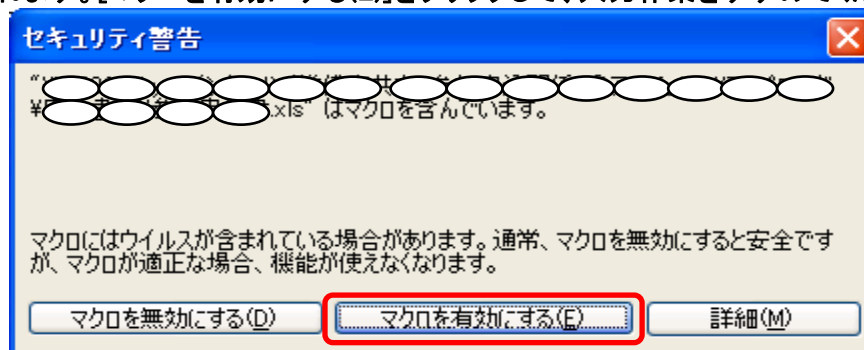 セキュリティ警告
¥ .xls" はマクロを含んでいます。
マクロにはウイルスが含まれている場合があります。通常、マクロを無効にすると安全です
が、マクロが適正な場合、機能が使えなくなります。
マクロを無効にする(D) マクロを有効にする(E) 詳細(M)